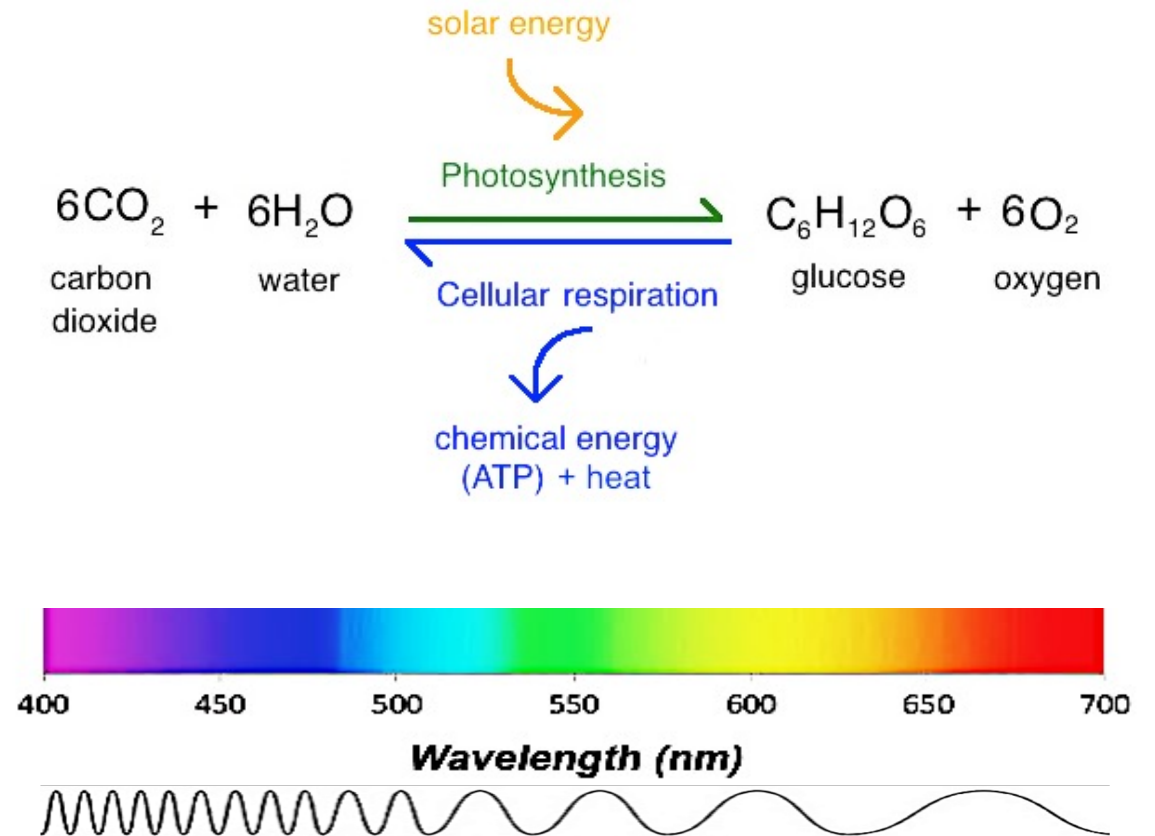 solar energy
Photosynthesis
6CO₂ + 6H₂O C₆H₁₂O₆ + 6O₂
carbon dioxide water glucose oxygen
Cellular respiration
chemical energy
(ATP) + heat
400 450 500 550 600 650 700
Wavelength (nm)